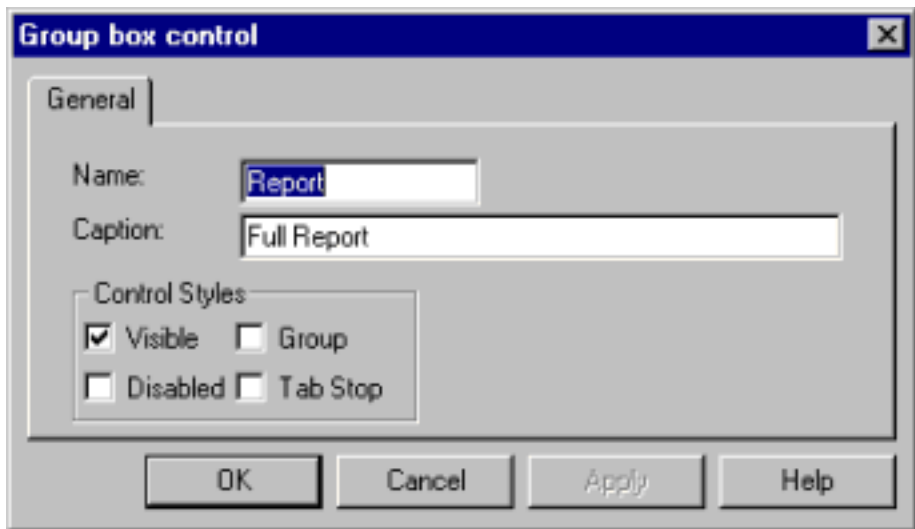 Group box control
General
Name: Report
Caption: Full Report
Control Styles
Visible Group
Disabled Tab Stop
OK Cancel Apply Help